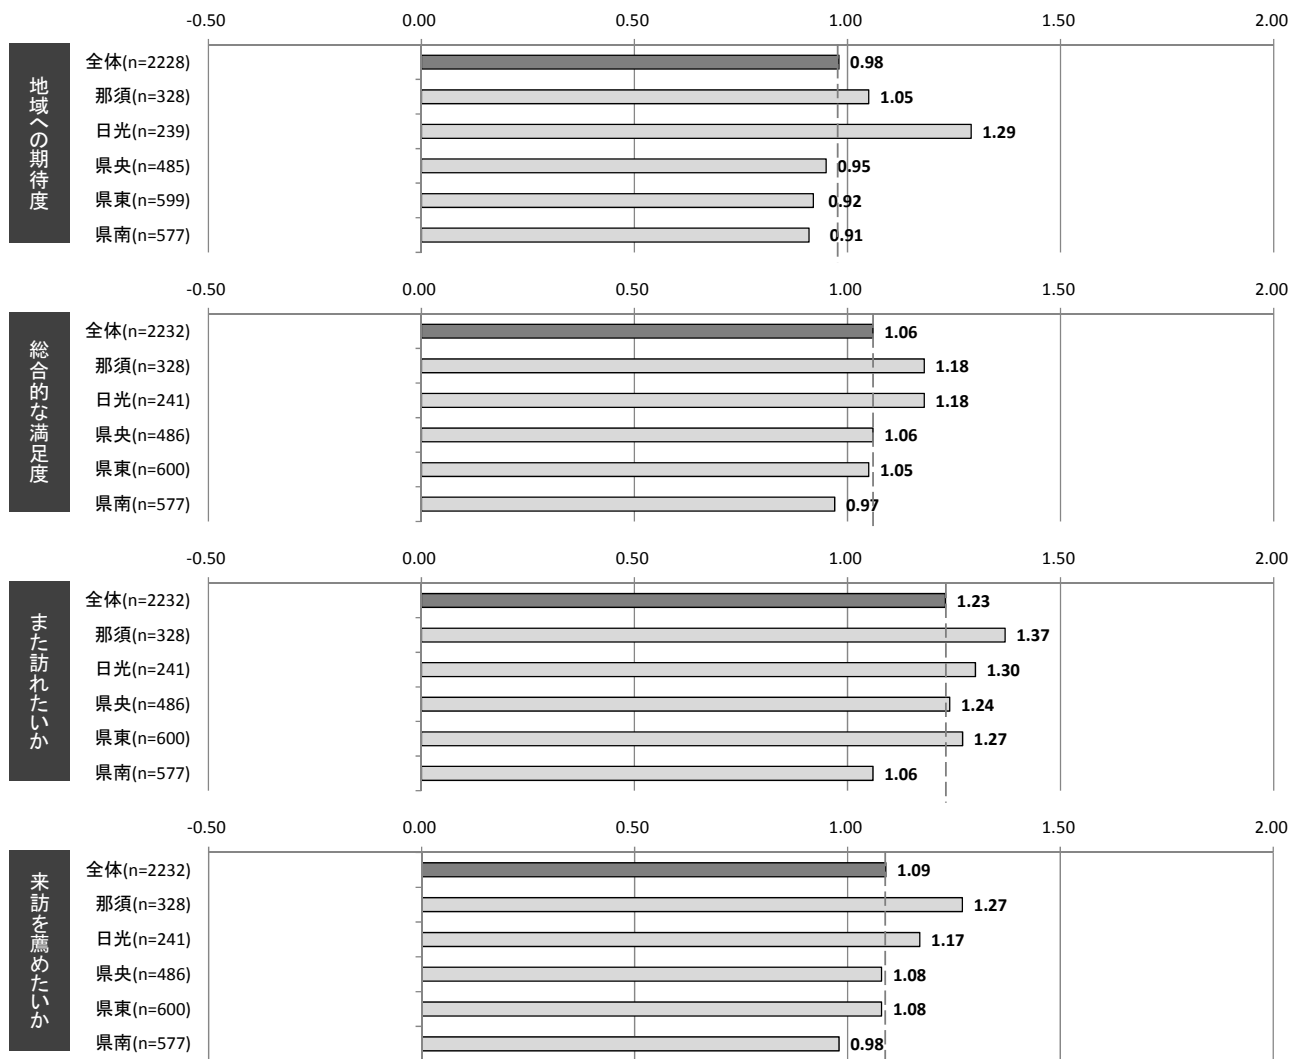 -0.50 0.00 0.50 1.00 1.50 2.00
地域への期待度
全体(n=2228) 0.98
那須(n=328) 1.05
日光(n=239) 1.29
県央(n=485) 0.95
県東(n=599) 0.92
県南(n=577) 0.91
-0.50 0.00 0.50 1.00 1.50 2.00
総合的な満足度
全体(n=2232) 1.06
那須(n=328) 1.18
日光(n=241) 1.18
県央(n=486) 1.06
県東(n=600) 1.05
県南(n=577) 0.97
-0.50 0.00 0.50 1.00 1.50 2.00
また訪れたいか
全体(n=2232) 1.23
那須(n=328) 1.37
日光(n=241) 1.30
県央(n=486) 1.24
県東(n=600) 1.27
県南(n=577) 1.06
-0.50 0.00 0.50 1.00 1.50 2.00
来訪を薦めたいか
全体(n=2232) 1.09
那須(n=328) 1.27
日光(n=241) 1.17
県央(n=486) 1.08
県東(n=600) 1.08
県南(n=577) 0.98